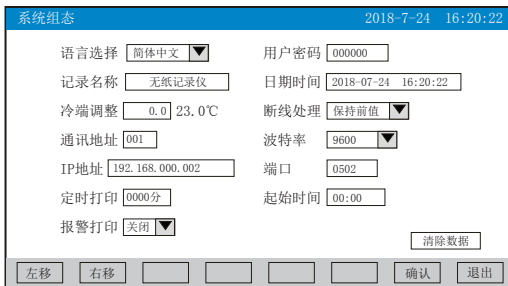 系统组态 2018-7-24 16:20:22
语言选择 简体中文 用户密码 000000
记录名称 无纸记录仪 日期时间 2018-07-24 16:20:22
冷端调整 0.0 23.0℃ 断线处理 保持前值
通讯地址 001 波特率 9600
IP地址 192.168.000.002 端口 0502
定时打印 0000分 起始时间 00:00
报警打印 关闭
清除数据
左移 右移 确认 退出